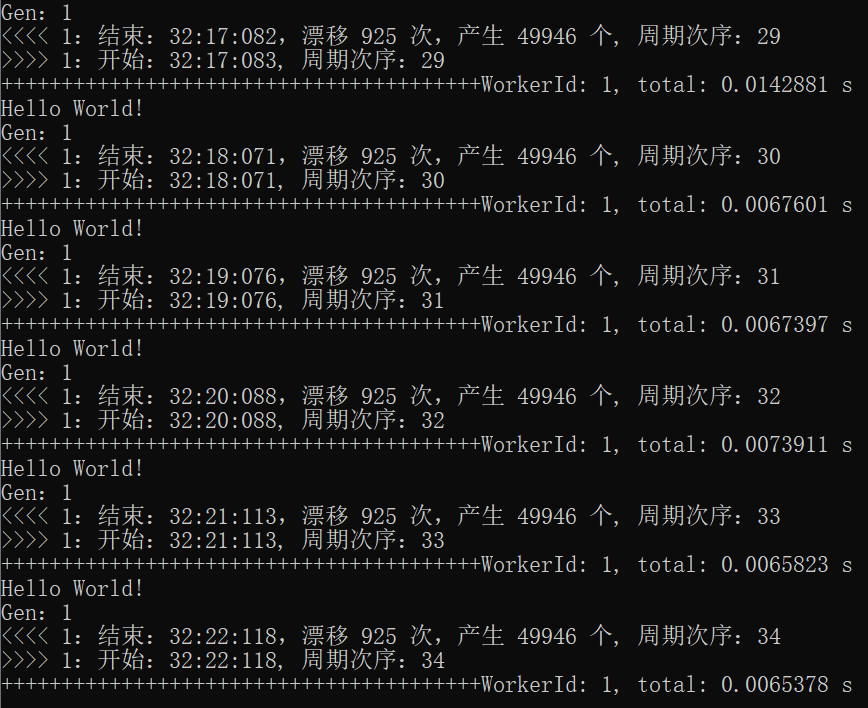 Gen: 1
<<<< 1: 结束: 32:17:082, 漂移 925 次, 产生 49946 个, 周期次序: 29
>>>> 1: 开始: 32:17:083, 周期次序: 29
++++++++++++++++++++++++++++++++++++++++WorkerId: 1, total: 0.0142881 s
Hello World!
Gen: 1
<<<< 1: 结束: 32:18:071, 漂移 925 次, 产生 49946 个, 周期次序: 30
>>>> 1: 开始: 32:18:071, 周期次序: 30
++++++++++++++++++++++++++++++++++++++++WorkerId: 1, total: 0.0067601 s
Hello World!
Gen: 1
<<<< 1: 结束: 32:19:076, 漂移 925 次, 产生 49946 个, 周期次序: 31
>>>> 1: 开始: 32:19:076, 周期次序: 31
++++++++++++++++++++++++++++++++++++++++WorkerId: 1, total: 0.0067397 s
Hello World!
Gen: 1
<<<< 1: 结束: 32:20:088, 漂移 925 次, 产生 49946 个, 周期次序: 32
>>>> 1: 开始: 32:20:088, 周期次序: 32
++++++++++++++++++++++++++++++++++++++++WorkerId: 1, total: 0.0073911 s
Hello World!
Gen: 1
<<<< 1: 结束: 32:21:113, 漂移 925 次, 产生 49946 个, 周期次序: 33
>>>> 1: 开始: 32:21:113, 周期次序: 33
++++++++++++++++++++++++++++++++++++++++WorkerId: 1, total: 0.0065823 s
Hello World!
Gen: 1
<<<< 1: 结束: 32:22:118, 漂移 925 次, 产生 49946 个, 周期次序: 34
>>>> 1: 开始: 32:22:118, 周期次序: 34
++++++++++++++++++++++++++++++++++++++++WorkerId: 1, total: 0.0065378 s